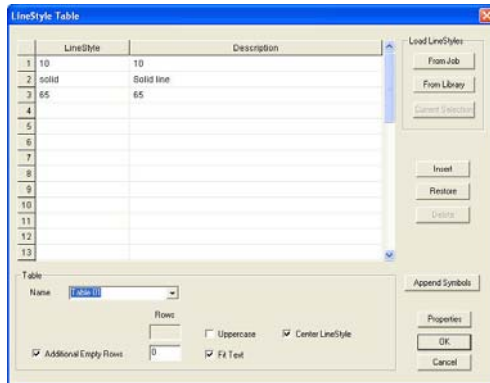 LineStyle Table
LineStyle Description
1 10 10
2 solid Solid line
3 65 65
4
5
6
7
8
9
10
11
12
13
Load LineStyles
From Job
From Library
Current Selection
Insert
Restore
Delete
Append Symbols
Properties
OK
Cancel
Table
Name Table 01
Rows
Uppercase Center LineStyle
Additional Empty Rows 0 Fit Text